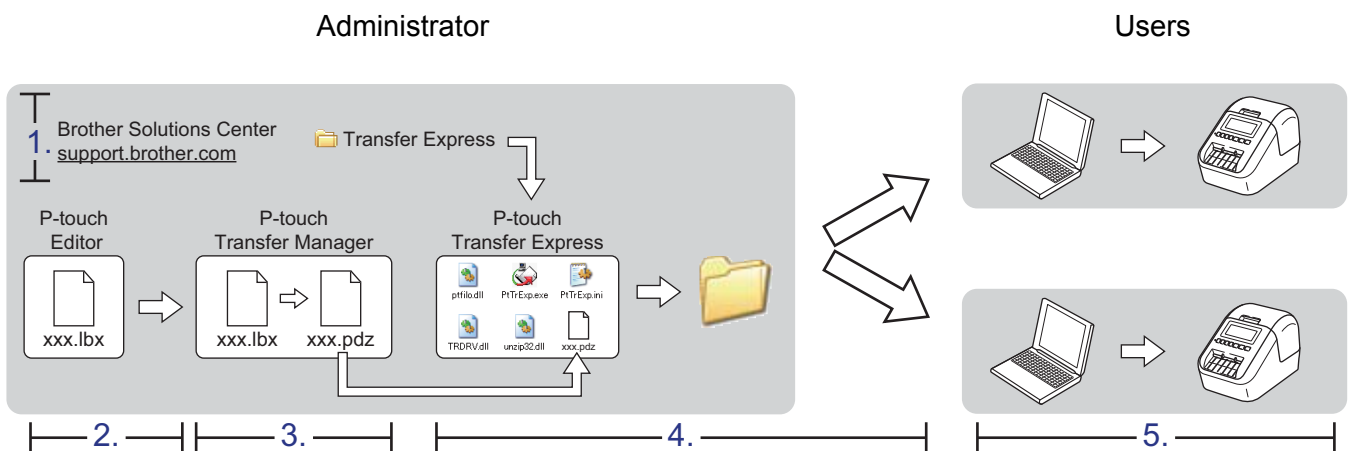 Administrator
Users
1.
Brother Solutions Center
support.brother.com
Transfer Express
P-touch
Editor
xxx.lbx
P-touch
Transfer Manager
xxx.lbx
xxx.pdz
P-touch
Transfer Express
ptfilo.dll
PtTrExp.exe
PtTrExp.ini
TRDRV.dll
unzip32.dll
xxx.pdz
2.
3.
4.
5.